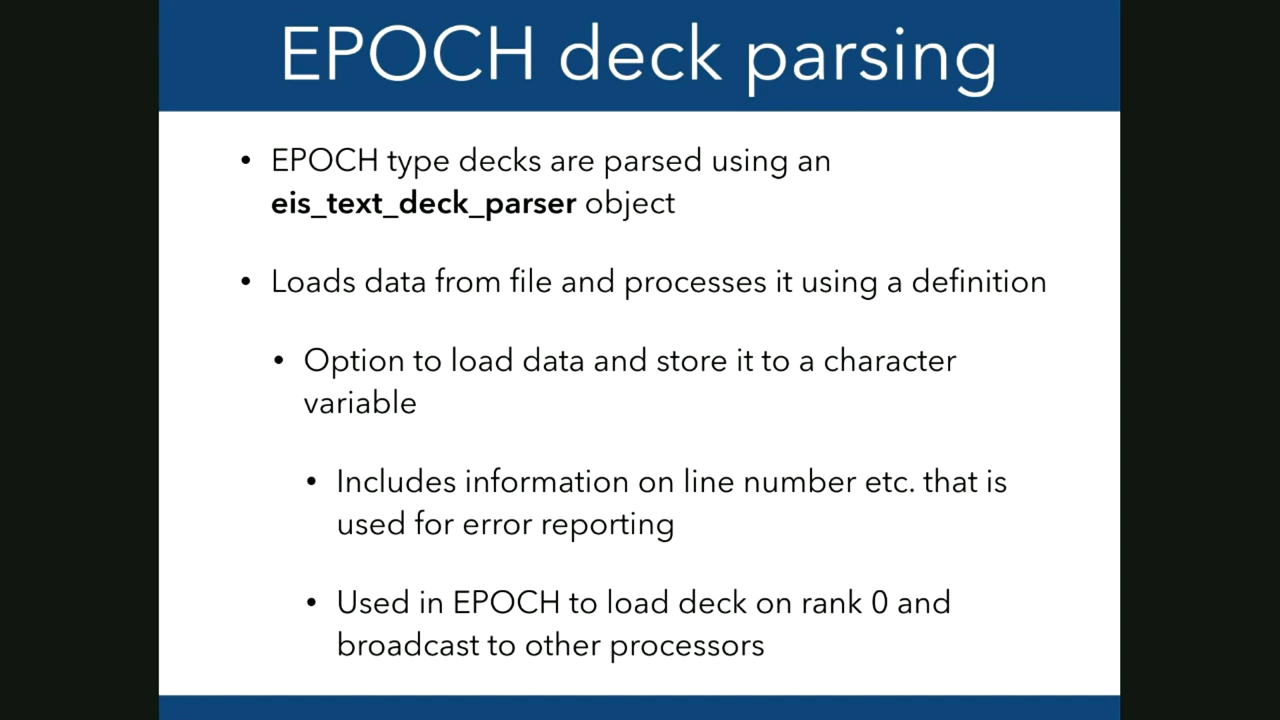 EPOCH deck parsing
• EPOCH type decks are parsed using an
eis_text_deck_parser object
• Loads data from file and processes it using a definition
• Option to load data and store it to a character
variable
• Includes information on line number etc. that is
used for error reporting
• Used in EPOCH to load deck on rank 0 and
broadcast to other processors